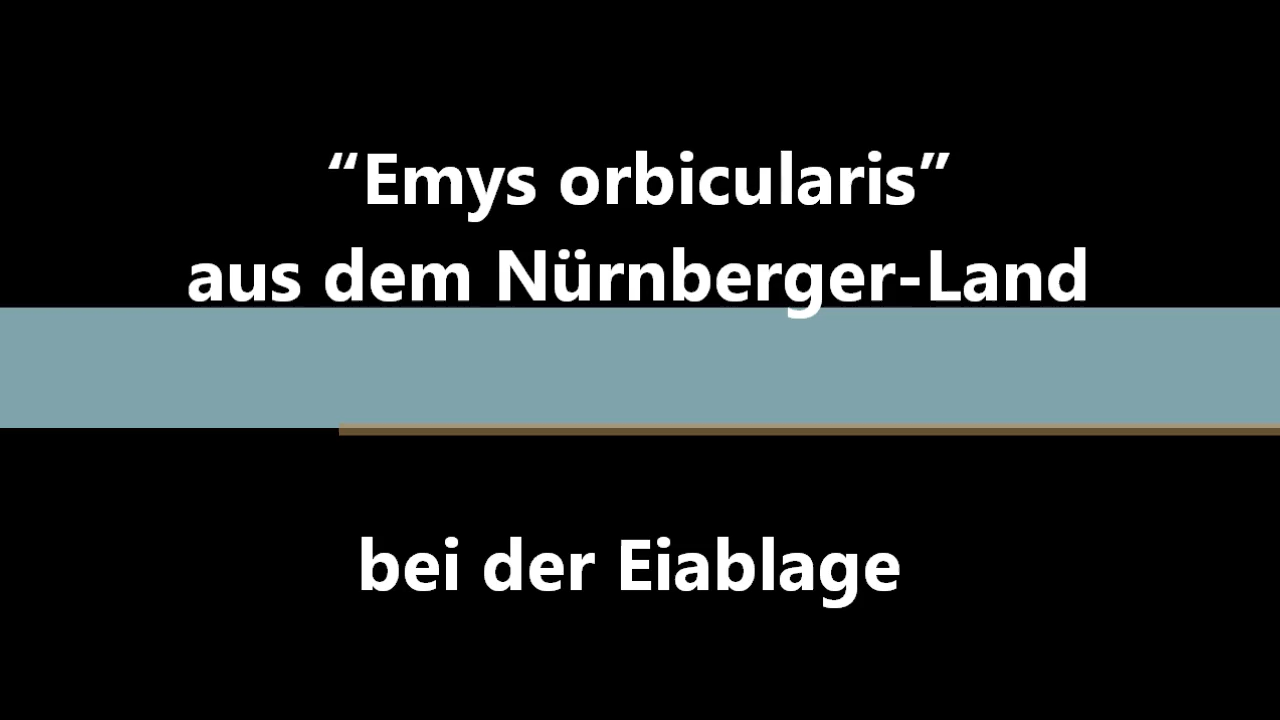 “Emys orbicularis”
aus dem Nürnberger-Land
bei der Eiablage